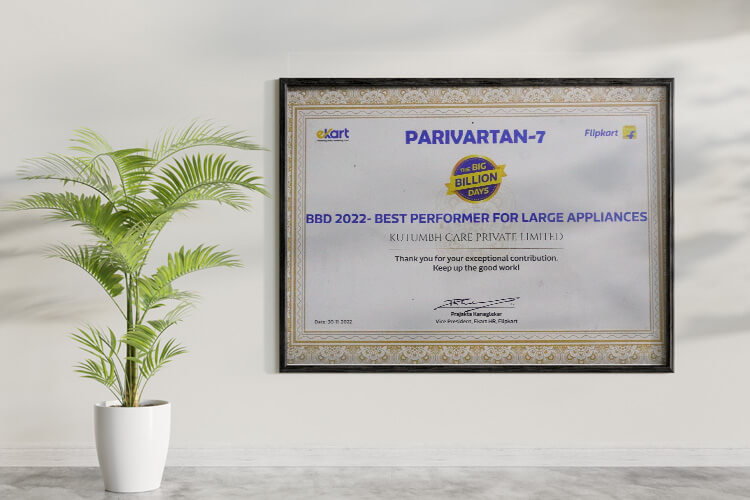 ekart
PARIVARTAN-7
Flipkart
THE BIG
BILLION
DAYS
BBD 2022- BEST PERFORMER FOR LARGE APPLIANCES
KUTUMBH CARE PRIVATE LIMITED
Thank you for your exceptional contribution.
Keep up the good work!
Prajakta Kanaglekar
Vice President, Ekart HR, Flipkart
Date: 30.11.2022